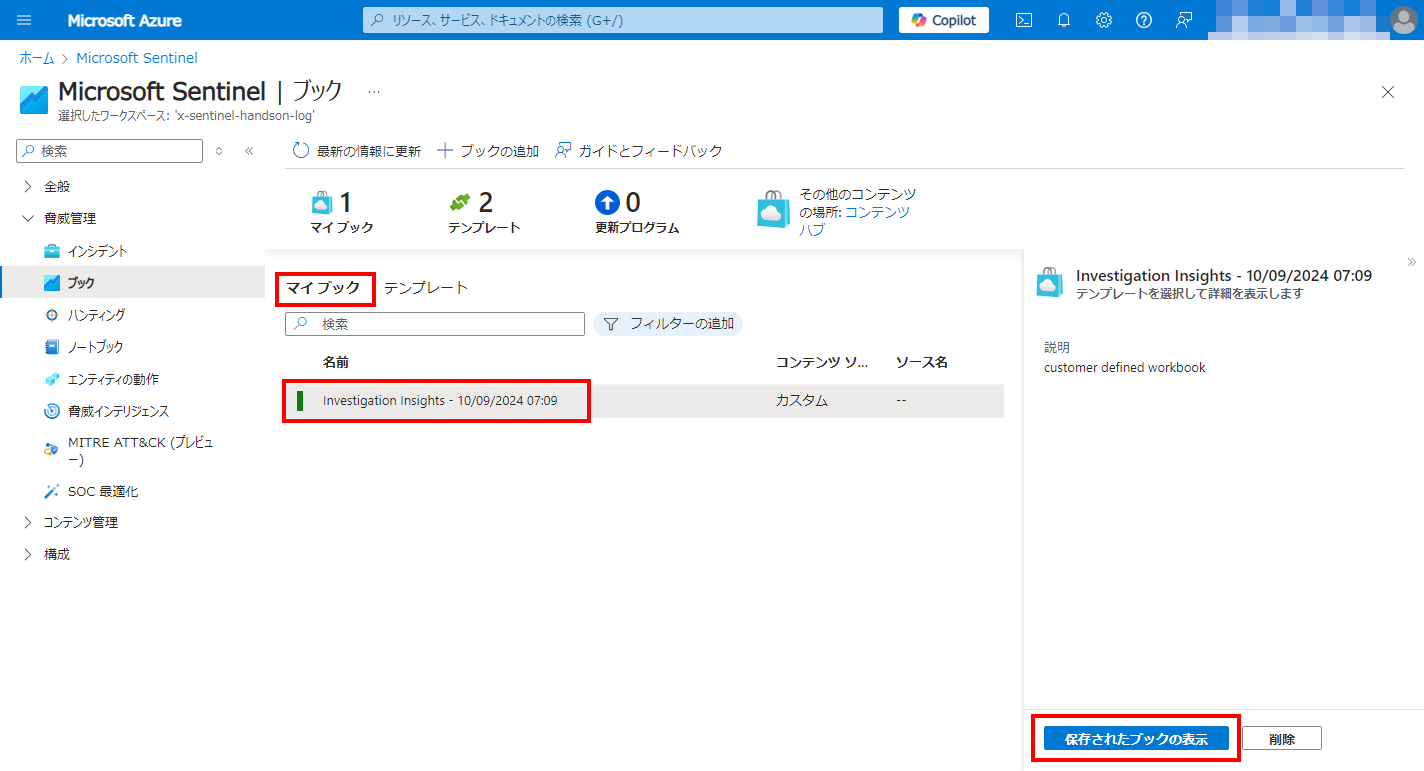 Microsoft Azure
リソース、サービス、ドキュメントの検索 (G+/)
Copilot
ホーム > Microsoft Sentinel
Microsoft Sentinel | ブック ...
選択したワークスペース: 'x-sentinel-handson-log'
検索
全般
脅威管理
インシデント
ブック
ハンティング
ノートブック
エンティティの動作
脅威インテリジェンス
MITRE ATT&CK (プレビュ
ー)
SOC 最適化
コンテンツ管理
構成
最新の情報に更新
ブックの追加
ガイドとフィードバック
1
マイ ブック
2
テンプレート
0
更新プログラム
その他のコンテンツ
の場所: コンテンツ
ハブ
マイ ブック
テンプレート
検索
フィルターの追加
名前
コンテンツ ソ...
ソース名
Investigation Insights - 10/09/2024 07:09
カスタム
--
Investigation Insights - 10/09/2024 07:09
テンプレートを選択して詳細を表示します
説明
customer defined workbook
保存されたブックの表示
削除